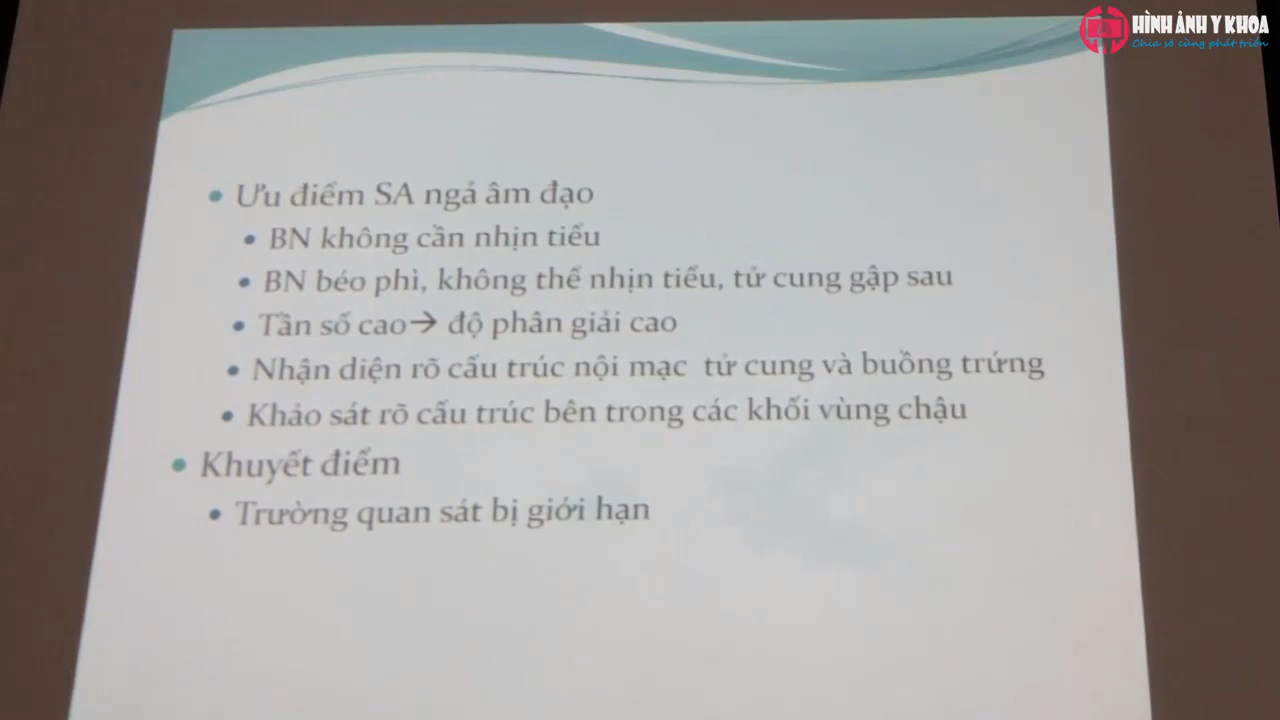 HÌNH ẢNH Y KHOA
Chia sẻ cùng phát triển
Ưu điểm SA ngả âm đạo
BN không cần nhịn tiểu
BN béo phì, không thể nhịn tiểu, tử cung gập sau
Tần số cao→ độ phân giải cao
Nhận diện rõ cấu trúc nội mạc tử cung và buồng trứng
Khảo sát rõ cấu trúc bên trong các khối vùng chậu
Khuyết điểm
Trường quan sát bị giới hạn